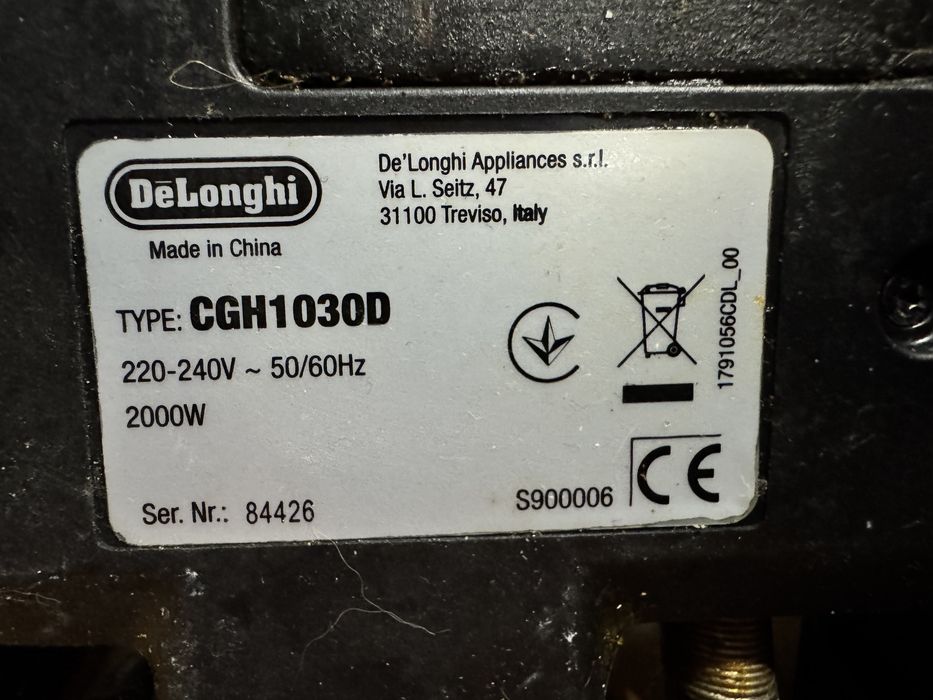 DeLonghi
Made in China
De'Longhi Appliances s.r.l.
Via L. Seitz, 47
31100 Treviso, Italy
TYPE: CGH1030D
220-240V ~ 50/60Hz
2000W
Ser. Nr.: 84426
S900006
CE
1791056CDL_00